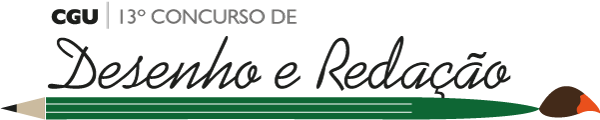 CGU | 13º CONCURSO DE
Desenho e Redação